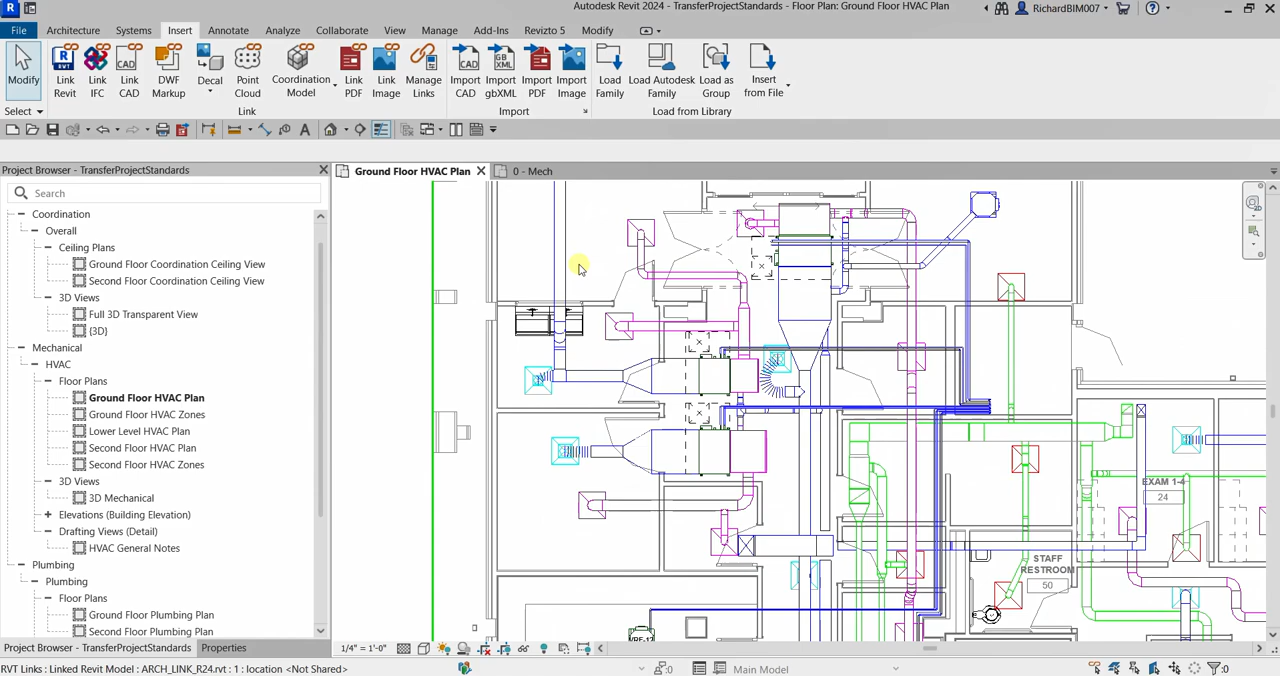 Autodesk Revit 2024 - TransferProjectStandards - Floor Plan: Ground Floor HVAC Plan
RichardBIM007
File Architecture Systems Insert Annotate Analyze Collaborate View Manage Add-Ins Revizto 5 Modify
Modify
Link Revit
Link IFC
Link CAD
DWF Markup
Decal
Point Cloud
Coordination Model
Link PDF
Link Image
Manage Links
Import CAD
Import gbXML
Import PDF
Import Image
Load Family
Load Autodesk Family
Load as Group
Insert from File
Select
Link
Import
Load from Library
Project Browser - TransferProjectStandards
Ground Floor HVAC Plan
0 - Mech
Search
Coordination
Overall
Ceiling Plans
Ground Floor Coordination Ceiling View
Second Floor Coordination Ceiling View
3D Views
Full 3D Transparent View
{3D}
Mechanical
HVAC
Floor Plans
Ground Floor HVAC Plan
Ground Floor HVAC Zones
Lower Level HVAC Plan
Second Floor HVAC Plan
Second Floor HVAC Zones
3D Views
3D Mechanical
Elevations (Building Elevation)
Drafting Views (Detail)
HVAC General Notes
Plumbing
Plumbing
Floor Plans
Ground Floor Plumbing Plan
Second Floor Plumbing Plan
EXAM 1-4
24
STAFF
RESTROOM
50
Project Browser - TransferProjectStandards
Properties
1/4" = 1'-0"
RVT Links : Linked Revit Model : ARCH_LINK_R24.rvt : 1 : location <Not Shared>
:0
Main Model
:0